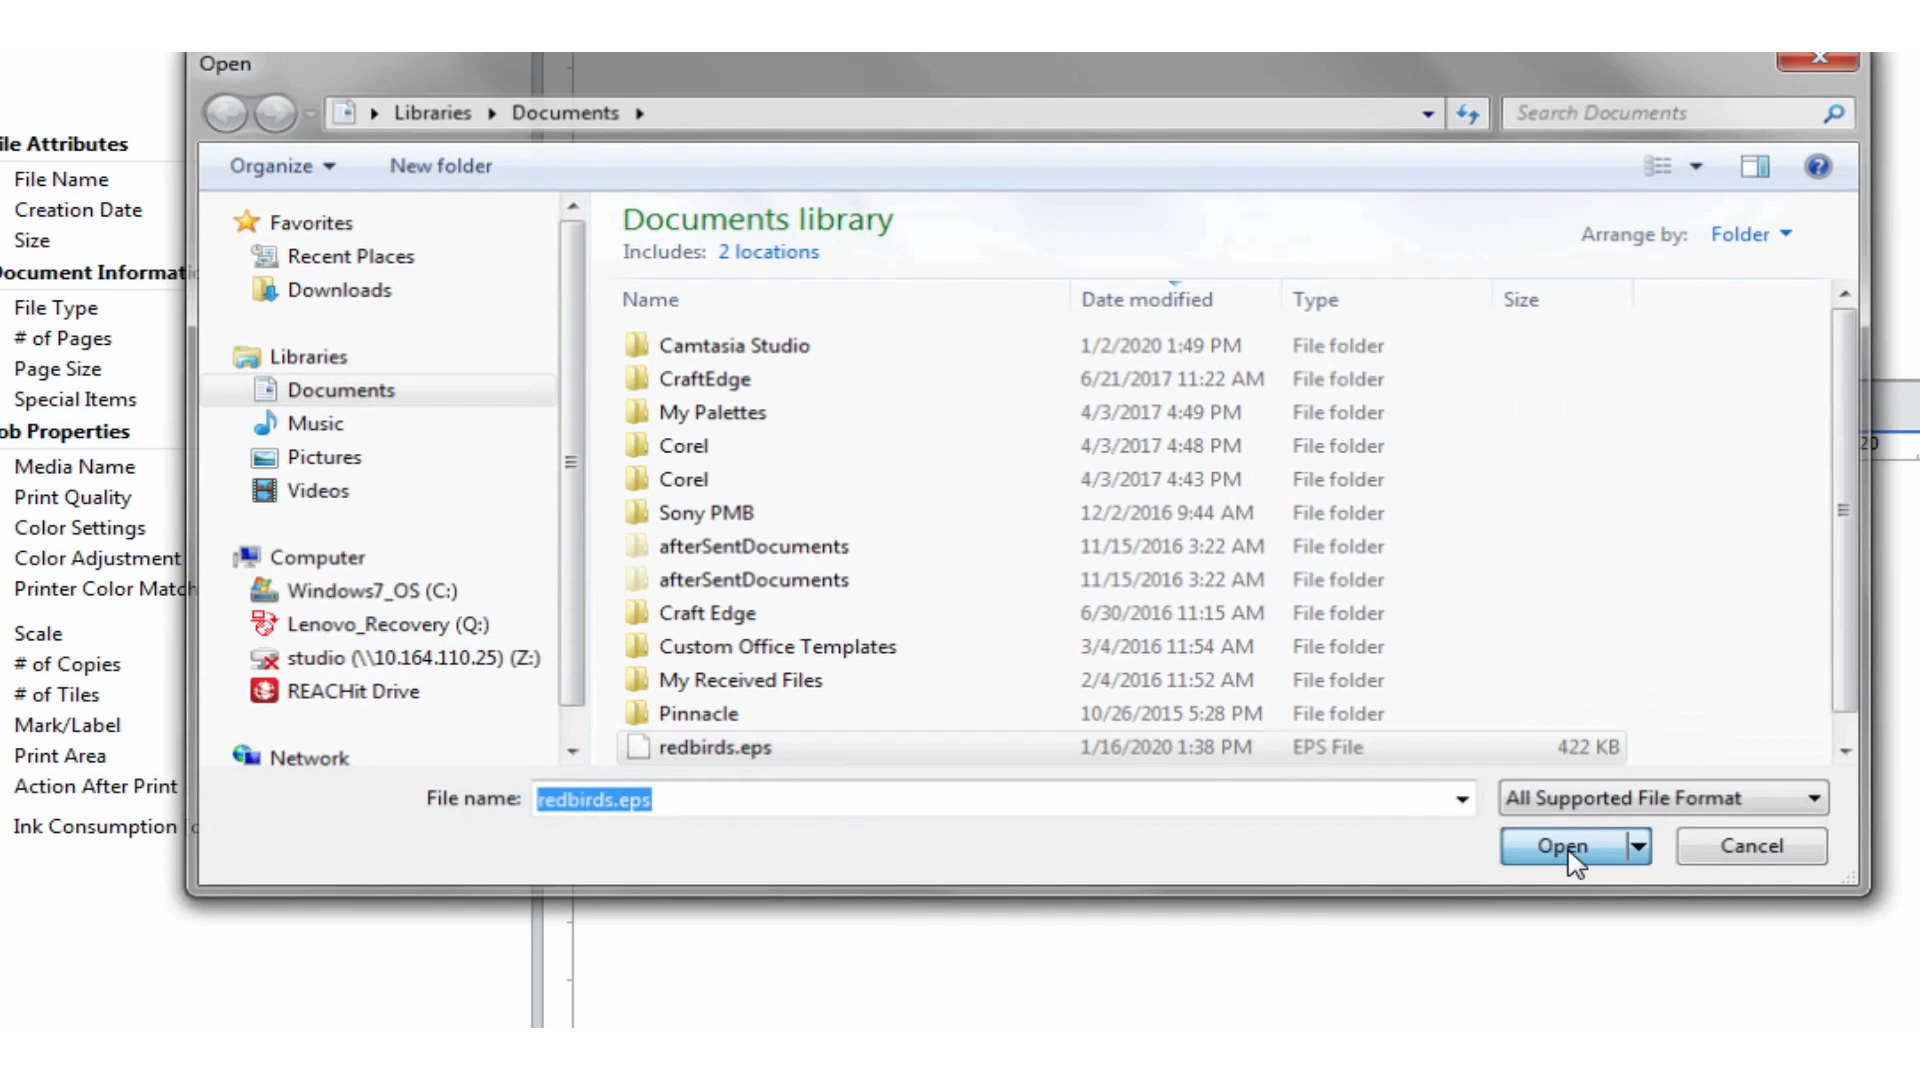 Open
Libraries Documents
Search Documents
Organize New folder
ile Attributes
File Name
Creation Date
Size
ocument Informati
File Type
# of Pages
Page Size
Special Items
ob Properties
Media Name
Print Quality
Color Settings
Color Adjustment
Printer Color Match
Scale
# of Copies
# of Tiles
Mark/Label
Print Area
Action After Print
Ink Consumption
Favorites
Recent Places
Downloads
Libraries
Documents
Music
Pictures
Videos
Computer
Windows7_OS (C:)
Lenovo_Recovery (Q:)
studio (\\10.164.110.25) (Z:)
REACHit Drive
Network
Documents library
Includes: 2 locations
Arrange by: Folder
Name Date modified Type Size
Camtasia Studio 1/2/2020 1:49 PM File folder
CraftEdge 6/21/2017 11:22 AM File folder
My Palettes 4/3/2017 4:49 PM File folder
Corel 4/3/2017 4:48 PM File folder
Corel 4/3/2017 4:43 PM File folder
Sony PMB 12/2/2016 9:44 AM File folder
afterSentDocuments 11/15/2016 3:22 AM File folder
afterSentDocuments 11/15/2016 3:22 AM File folder
Craft Edge 6/30/2016 11:15 AM File folder
Custom Office Templates 3/4/2016 11:54 AM File folder
My Received Files 2/4/2016 11:52 AM File folder
Pinnacle 10/26/2015 5:28 PM File folder
redbirds.eps 1/16/2020 1:38 PM EPS File 422 KB
File name: redbirds.eps
All Supported File Format
Open Cancel
20